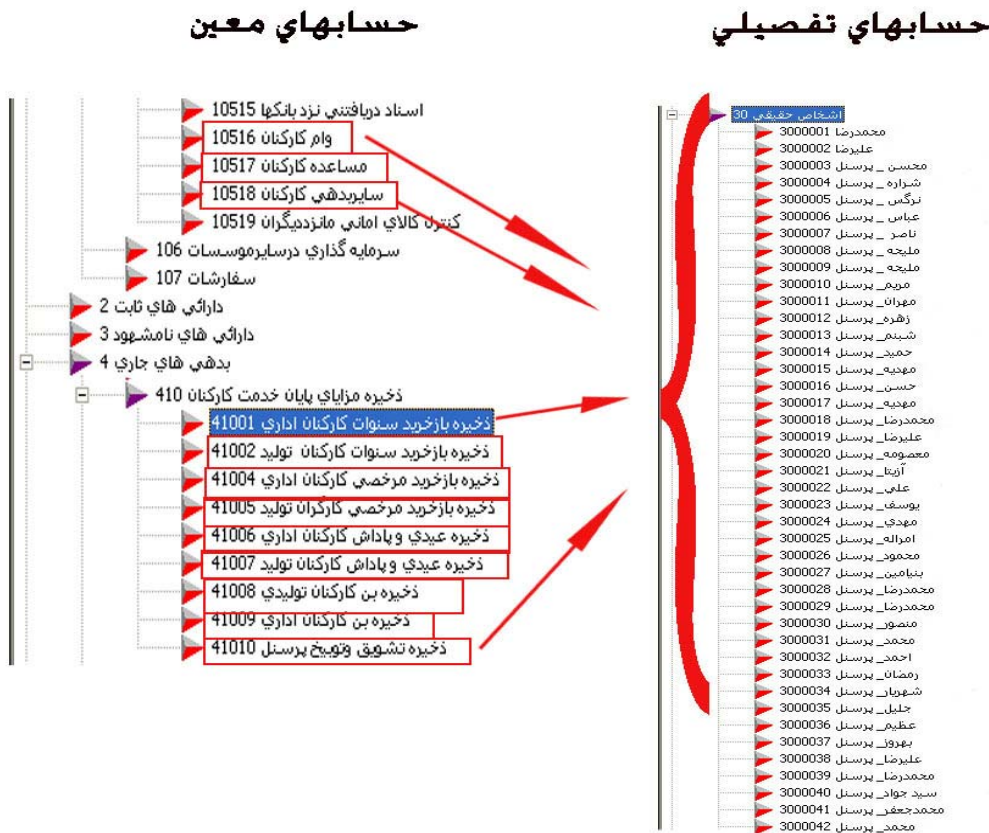 حسابهاي تفصيلي
اشخاص حقيقي 30
محمدرضا 3000001
عليرضا 3000002
محسن _ پرسنل 3000003
شراره _ پرسنل 3000004
نرگس _ پرسنل 3000005
عباس _ پرسنل 3000006
ناصر _ پرسنل 3000007
مليحه _ پرسنل 3000008
مليحه _ پرسنل 3000009
مريم_ پرسنل 3000010
مهران_ پرسنل 3000011
زهره_ پرسنل 3000012
شبنم_ پرسنل 3000013
حميد_ پرسنل 3000014
مهديه_ پرسنل 3000015
حسن_ پرسنل 3000016
مهديه_ پرسنل 3000017
محمدرضا_ پرسنل 3000018
عليرضا_ پرسنل 3000019
معصومه_ پرسنل 3000020
آزيتا_ پرسنل 3000021
علي_ پرسنل 3000022
يوسف_ پرسنل 3000023
مهدي_ پرسنل 3000024
امراله_ پرسنل 3000025
محمود_ پرسنل 3000026
بنيامين_ پرسنل 3000027
محمدرضا_ پرسنل 3000028
محمدرضا_ پرسنل 3000029
منصور_ پرسنل 3000030
محمد_ پرسنل 3000031
احمد_ پرسنل 3000032
رمضان_ پرسنل 3000033
شهريار_ پرسنل 3000034
جليل_ پرسنل 3000035
عظيم_ پرسنل 3000036
بهروز_ پرسنل 3000037
عليرضا_ پرسنل 3000038
محمدرضا_ پرسنل 3000039
سيد جواد_ پرسنل 3000040
محمدجعفر_ پرسنل 3000041
محمد_ پرسنل 3000042
حسابهاي معين
اسناد دريافتني نزد بانكها 10515
وام كاركنان 10516
مساعده كاركنان 10517
سايربدهي كاركنان 10518
كنترل كالاي اماني مانزدديگران 10519
سرمايه گذاري درسايرموسسات 106
سفارشات 107
دارائي هاي ثابت 2
دارائي هاي نامشهود 3
بدهي هاي جاري 4
ذخيره مزاياي پايان خدمت كاركنان 410
ذخيره بازخريد سنوات كاركنان اداري 41001
ذخيره بازخريد سنوات كاركنان توليد 41002
ذخيره بازخريد مرخصي كاركنان اداري 41004
ذخيره بازخريد مرخصي كارگران توليد 41005
ذخيره عيدي وپاداش كاركنان اداري 41006
ذخيره عيدي وپاداش كاركنان توليد 41007
ذخيره بن كاركنان توليدي 41008
ذخيره بن كاركنان اداري 41009
ذخيره تشويق وتوبيخ پرسنل 41010